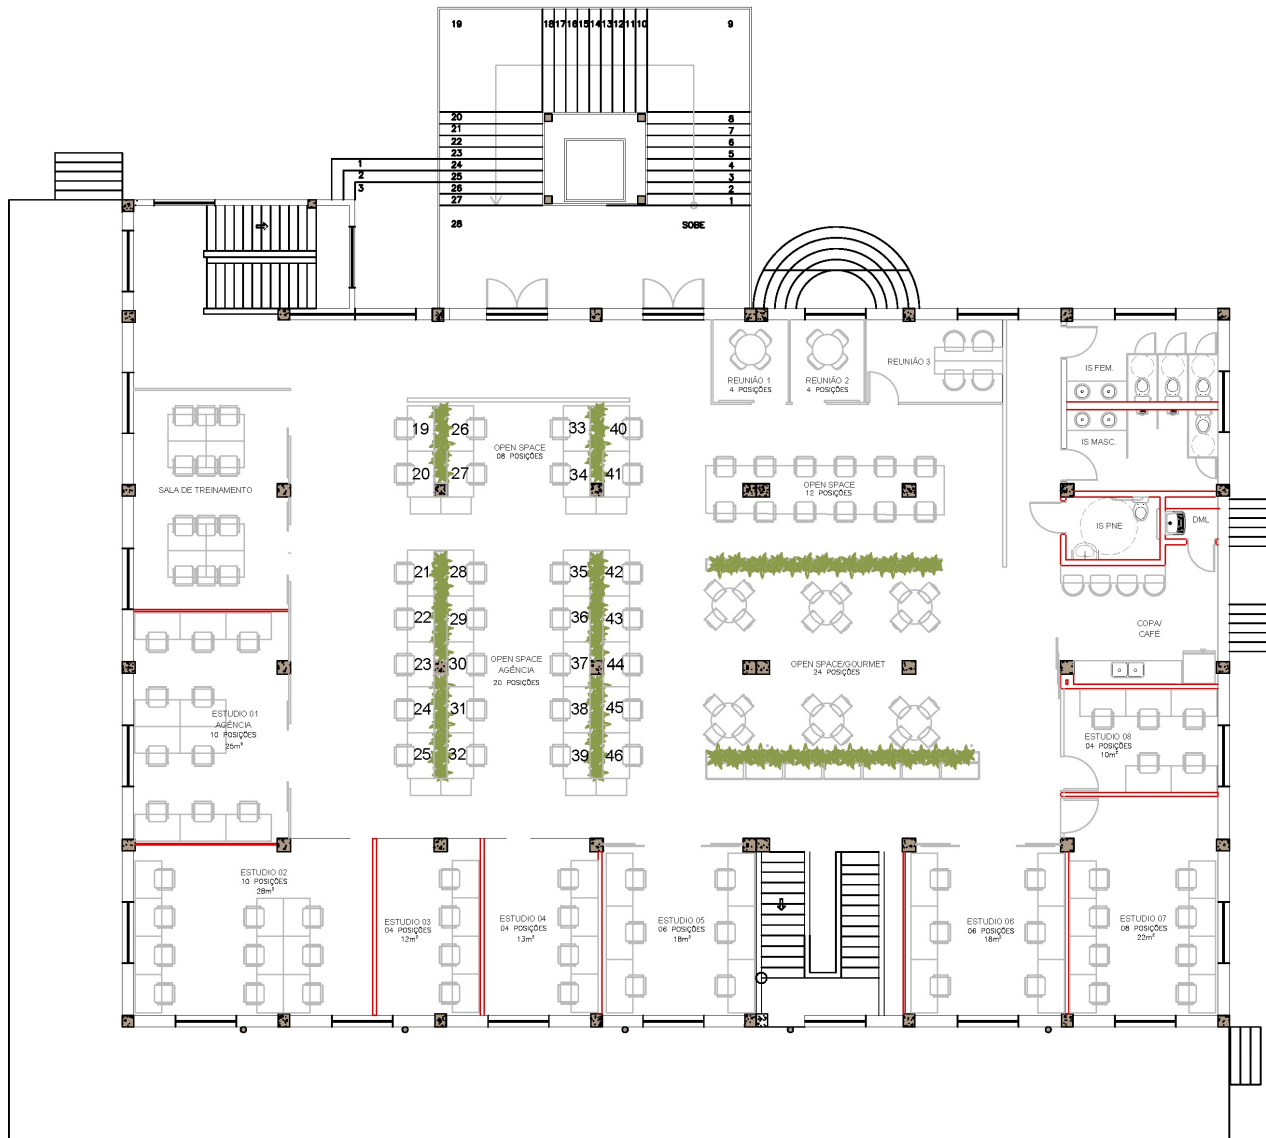 19
18 17 16 15 14 13 12 11 10
9
20
21
22
23
24
25
26
27
28
8
7
6
5
4
3
2
1
SOBE
1
2
3
REUNIÃO 1
4 POSIÇÕES
REUNIÃO 2
4 POSIÇÕES
REUNIÃO 3
IS FEM.
IS MASC.
IS PNE
DML
COPA/
CAFÉ
SALA DE TREINAMENTO
19 26
20 27
OPEN SPACE
08 POSIÇÕES
33 40
34 41
OPEN SPACE
12 POSIÇÕES
21 28
22 29
23 30
24 31
25 32
OPEN SPACE
AGÊNCIA
20 POSIÇÕES
35 42
36 43
37 44
38 45
39 46
OPEN SPACE/GOURMET
24 POSIÇÕES
ESTUDIO 01
AGÊNCIA
10 POSIÇÕES
25m²
ESTUDIO 08
04 POSIÇÕES
10m²
ESTUDIO 02
10 POSIÇÕES
28m²
ESTUDIO 03
04 POSIÇÕES
12m²
ESTUDIO 04
04 POSIÇÕES
13m²
ESTUDIO 05
06 POSIÇÕES
18m²
ESTUDIO 06
06 POSIÇÕES
18m²
ESTUDIO 07
08 POSIÇÕES
22m²